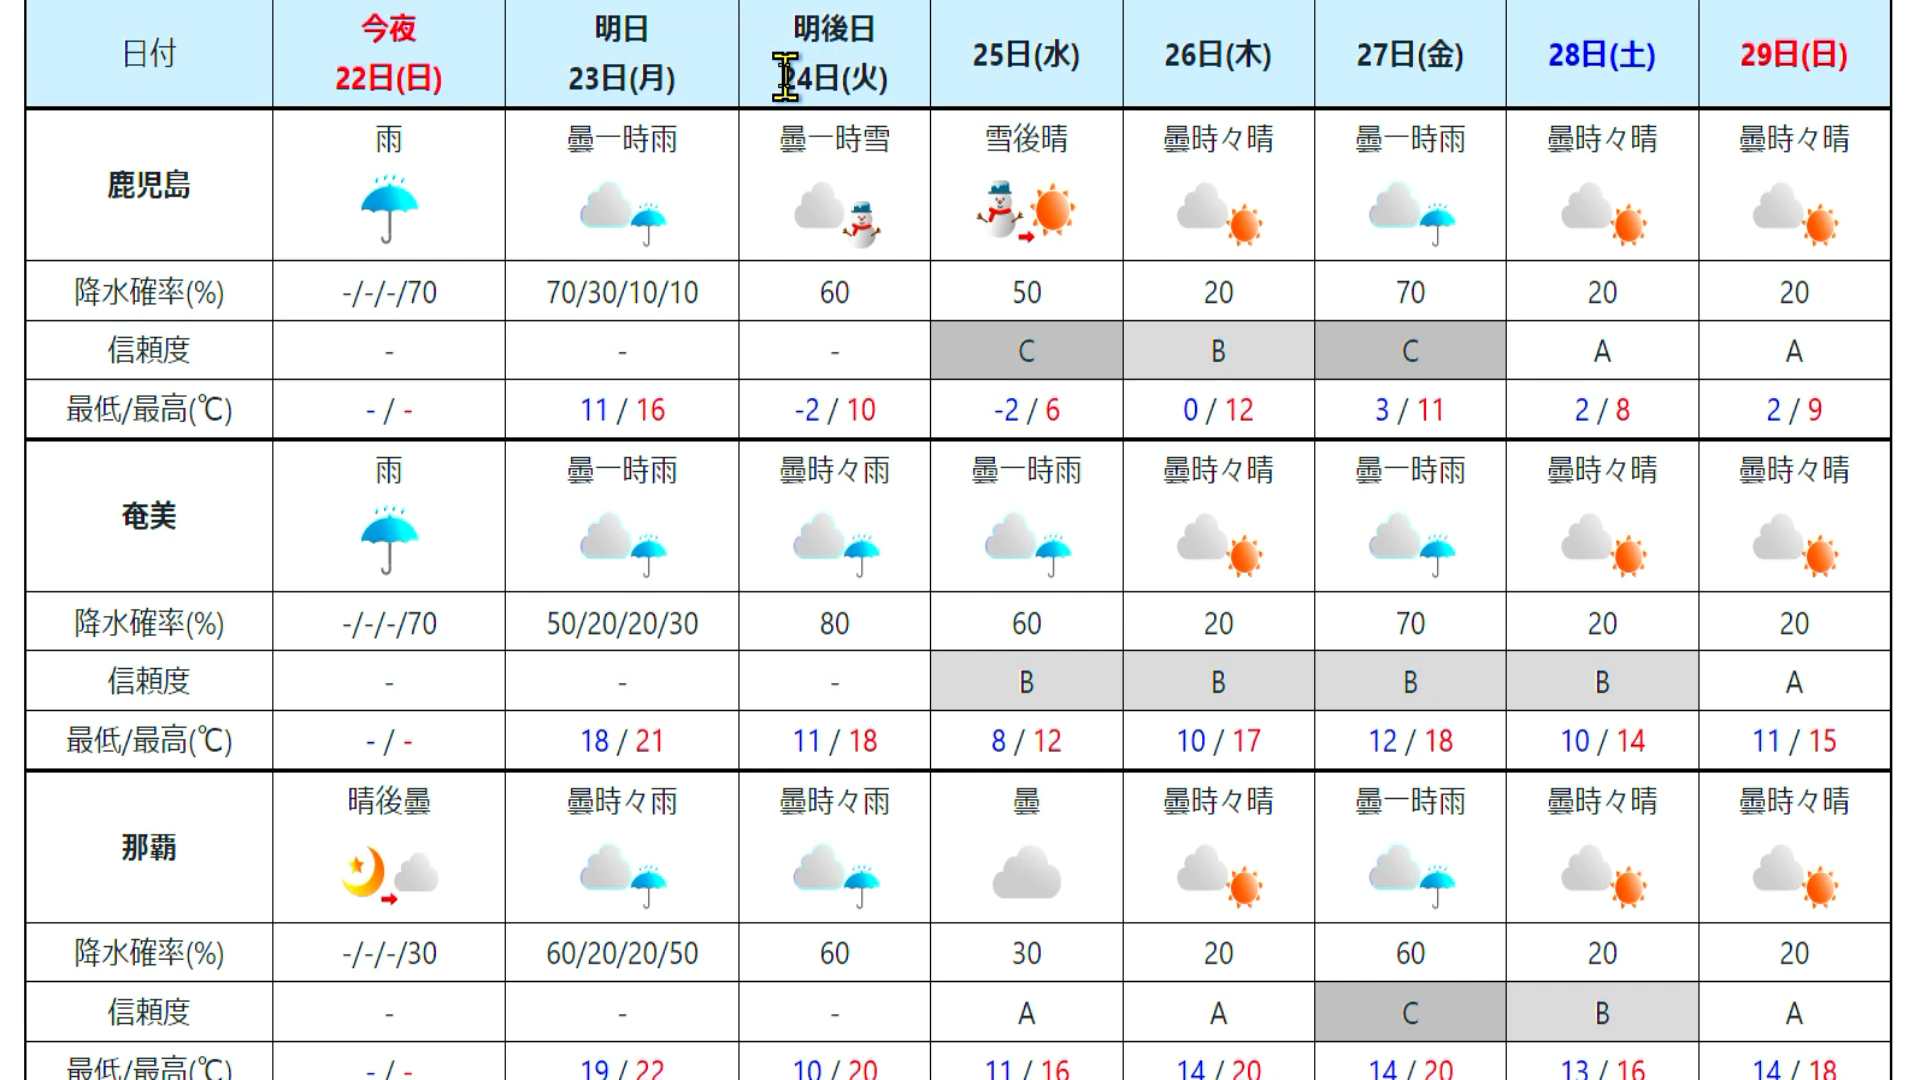 日付 今夜 22日(日) 明日 23日(月) 明後日 24日(火) 25日(水) 26日(木) 27日(金) 28日(土) 29日(日)
鹿児島 雨 曇一時雨 曇一時雪 雪後晴 曇時々晴 曇一時雨 曇時々晴 曇時々晴
降水確率(%) -/-/-/70 70/30/10/10 60 50 20 70 20 20
信頼度 - - - C B C A A
最低/最高(℃) - / - 11 / 16 -2 / 10 -2 / 6 0 / 12 3 / 11 2 / 8 2 / 9
奄美 雨 曇一時雨 曇時々雨 曇一時雨 曇時々晴 曇一時雨 曇時々晴 曇時々晴
降水確率(%) -/-/-/70 50/20/20/30 80 60 20 70 20 20
信頼度 - - - B B B B A
最低/最高(℃) - / - 18 / 21 11 / 18 8 / 12 10 / 17 12 / 18 10 / 14 11 / 15
那覇 晴後曇 曇時々雨 曇時々雨 曇 曇時々晴 曇一時雨 曇時々晴 曇時々晴
降水確率(%) -/-/-/30 60/20/20/50 60 30 20 60 20 20
信頼度 - - - A A C B A
最低/最高(℃) - / - 19 / 22 10 / 20 11 / 16 14 / 20 14 / 20 13 / 16 14 / 18